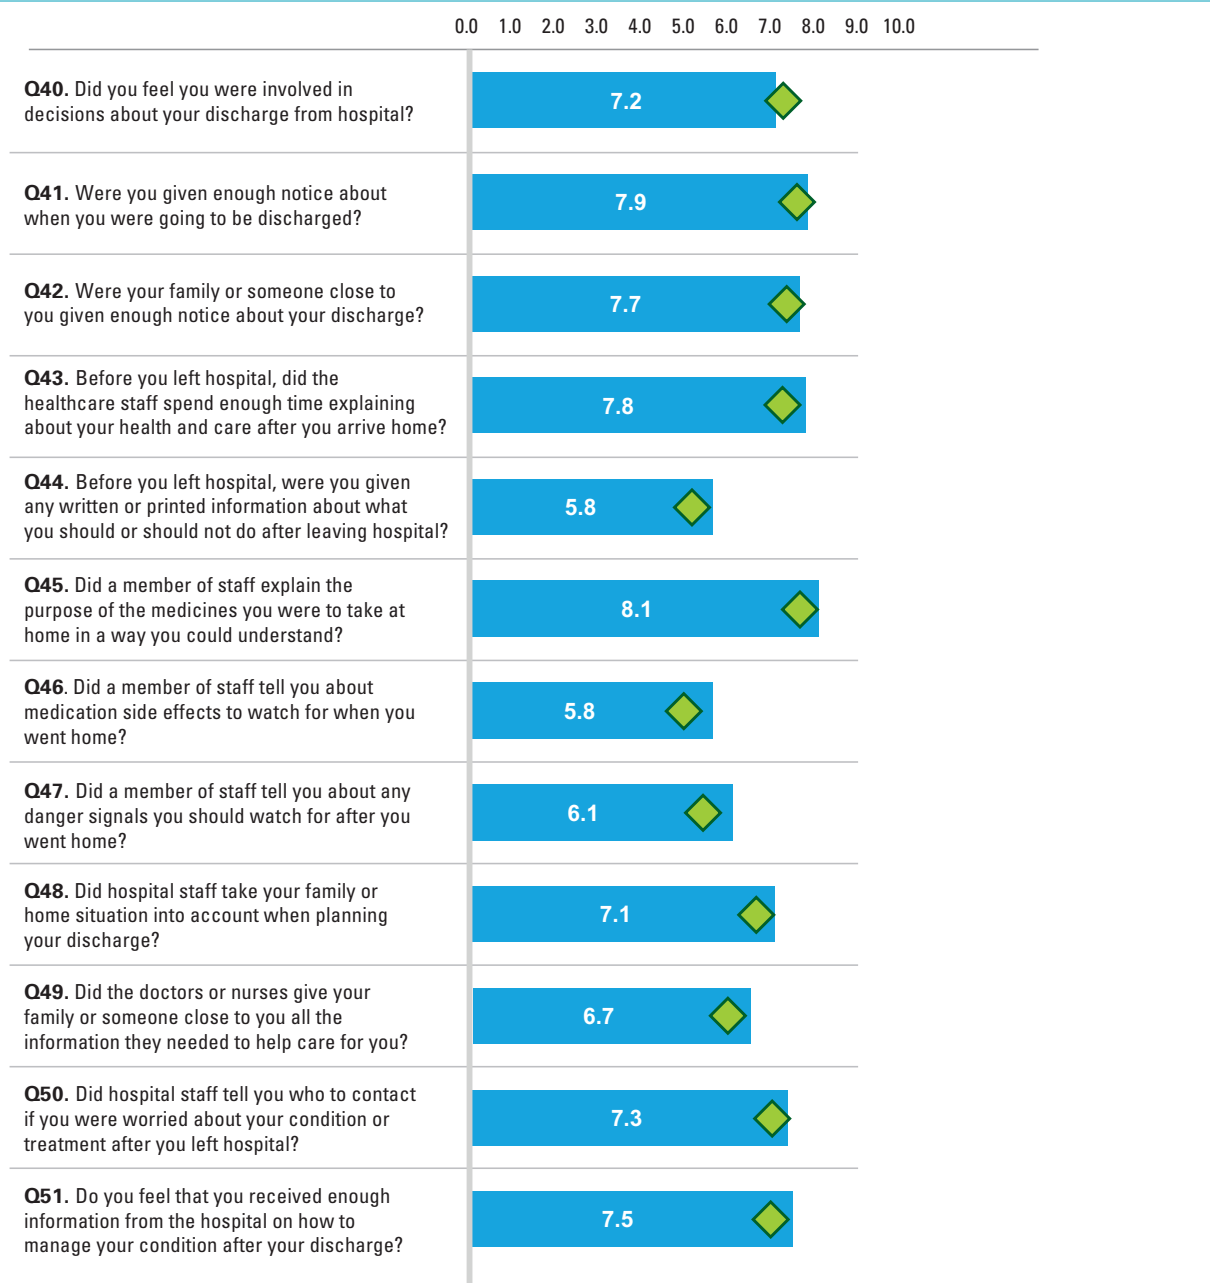 0.0 1.0 2.0 3.0 4.0 5.0 6.0 7.0 8.0 9.0 10.0
Q40. Did you feel you were involved in
decisions about your discharge from hospital?
7.2
Q41. Were you given enough notice about
when you were going to be discharged?
7.9
Q42. Were your family or someone close to
you given enough notice about your discharge?
7.7
Q43. Before you left hospital, did the
healthcare staff spend enough time explaining
about your health and care after you arrive home?
7.8
Q44. Before you left hospital, were you given
any written or printed information about what
you should or should not do after leaving hospital?
5.8
Q45. Did a member of staff explain the
purpose of the medicines you were to take at
home in a way you could understand?
8.1
Q46. Did a member of staff tell you about
medication side effects to watch for when you
went home?
5.8
Q47. Did a member of staff tell you about any
danger signals you should watch for after you
went home?
6.1
Q48. Did hospital staff take your family or
home situation into account when planning
your discharge?
7.1
Q49. Did the doctors or nurses give your
family or someone close to you all the
information they needed to help care for you?
6.7
Q50. Did hospital staff tell you who to contact
if you were worried about your condition or
treatment after you left hospital?
7.3
Q51. Do you feel that you received enough
information from the hospital on how to
manage your condition after your discharge?
7.5